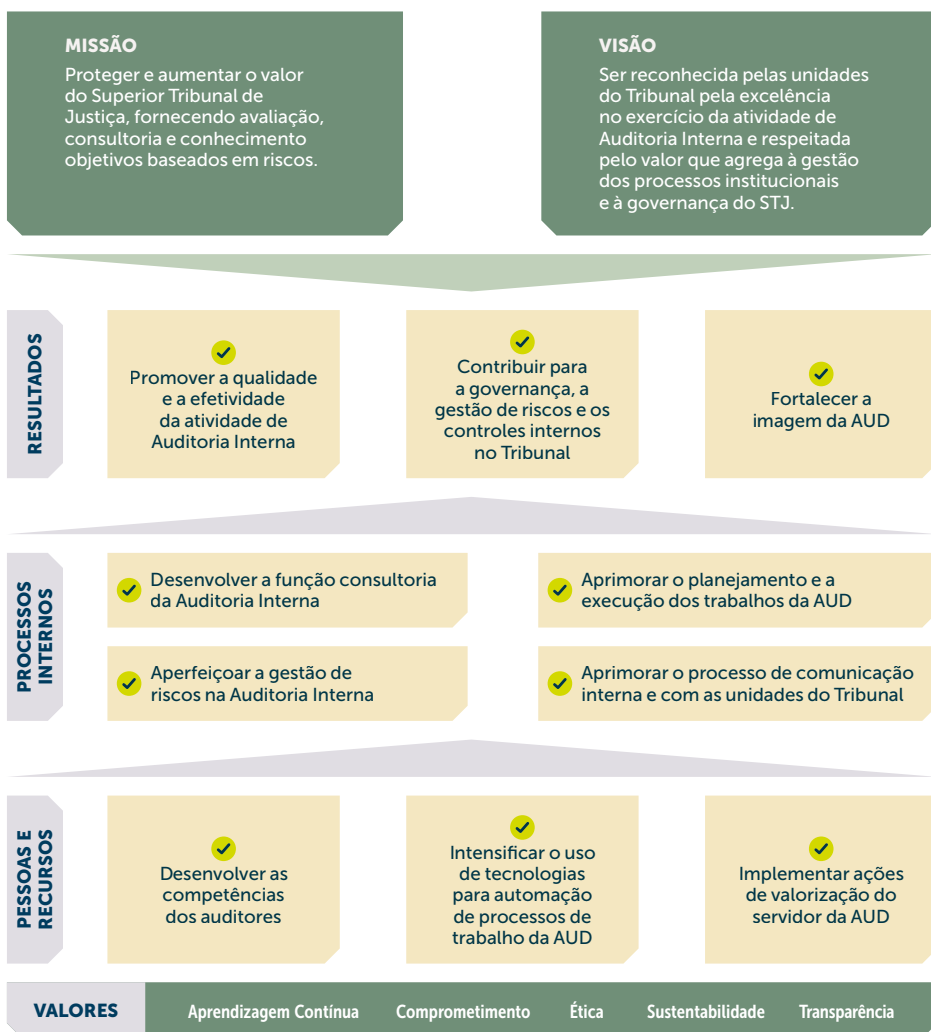 MISSÃO
Proteger e aumentar o valor
do Superior Tribunal de
Justiça, fornecendo avaliação,
consultoria e conhecimento
objetivos baseados em riscos.
VISÃO
Ser reconhecida pelas unidades
do Tribunal pela excelência
no exercício da atividade de
Auditoria Interna e respeitada
pelo valor que agrega à gestão
dos processos institucionais
e à governança do STJ.
RESULTADOS
Promover a qualidade
e a efetividade
da atividade de
Auditoria Interna
Contribuir para
a governança, a
gestão de riscos e os
controles internos
no Tribunal
Fortalecer a
imagem da AUD
PROCESSOS
INTERNOS
Desenvolver a função consultoria
da Auditoria Interna
Aprimorar o planejamento e a
execução dos trabalhos da AUD
Aperfeiçoar a gestão de
riscos na Auditoria Interna
Aprimorar o processo de comunicação
interna e com as unidades do Tribunal
PESSOAS E
RECURSOS
Desenvolver as
competências
dos auditores
Intensificar o uso
de tecnologias
para automação
de processos de
trabalho da AUD
Implementar ações
de valorização do
servidor da AUD
VALORES
Aprendizagem Contínua
Comprometimento
Ética
Sustentabilidade
Transparência